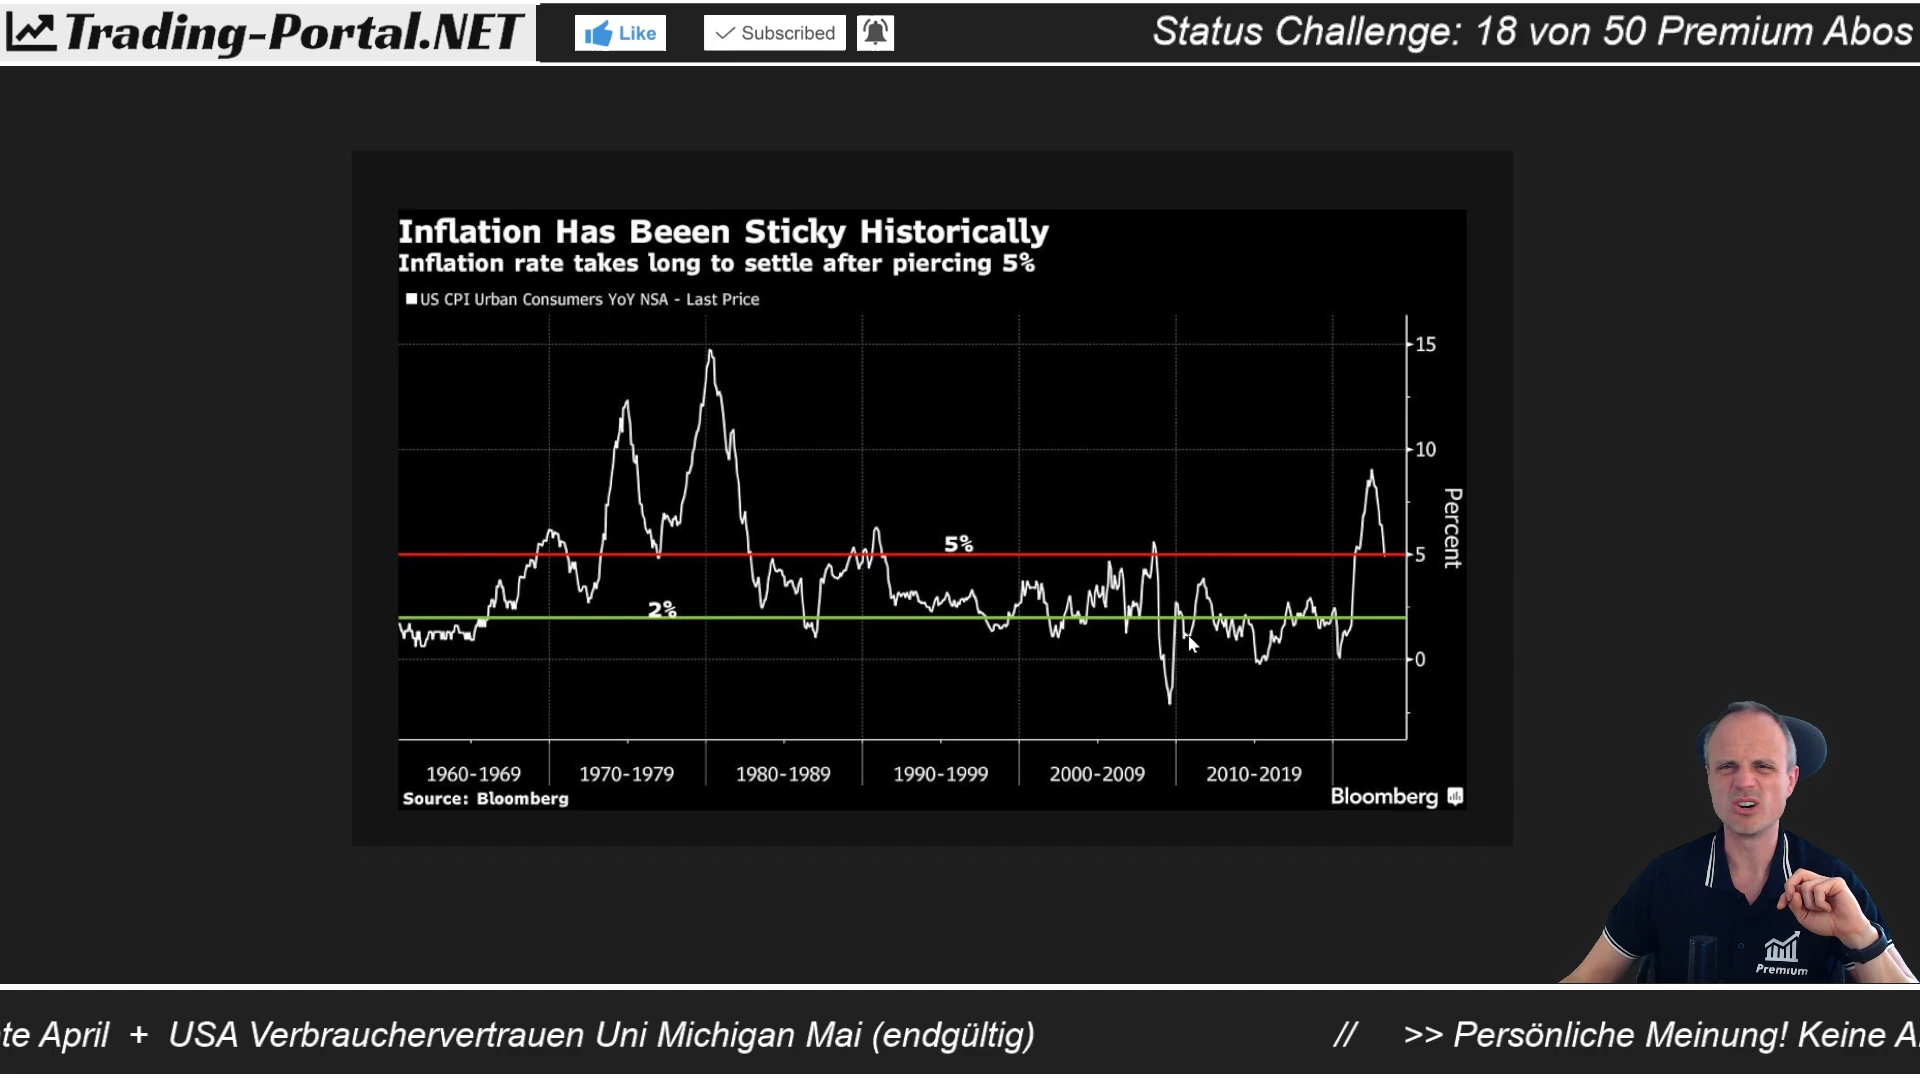 Trading-Portal.NET
Like
Subscribed
Status Challenge: 18 von 50 Premium Abos
Inflation Has Beeen Sticky Historically
Inflation rate takes long to settle after piercing 5%
US CPI Urban Consumers YoY NSA - Last Price
15
10
5%
5
2%
0
Percent
1960-1969 1970-1979 1980-1989 1990-1999 2000-2009 2010-2019
Source: Bloomberg
Bloomberg
Premium
te April + USA Verbrauchervertrauen Uni Michigan Mai (endgültig) // >> Persönliche Meinung! Keine A